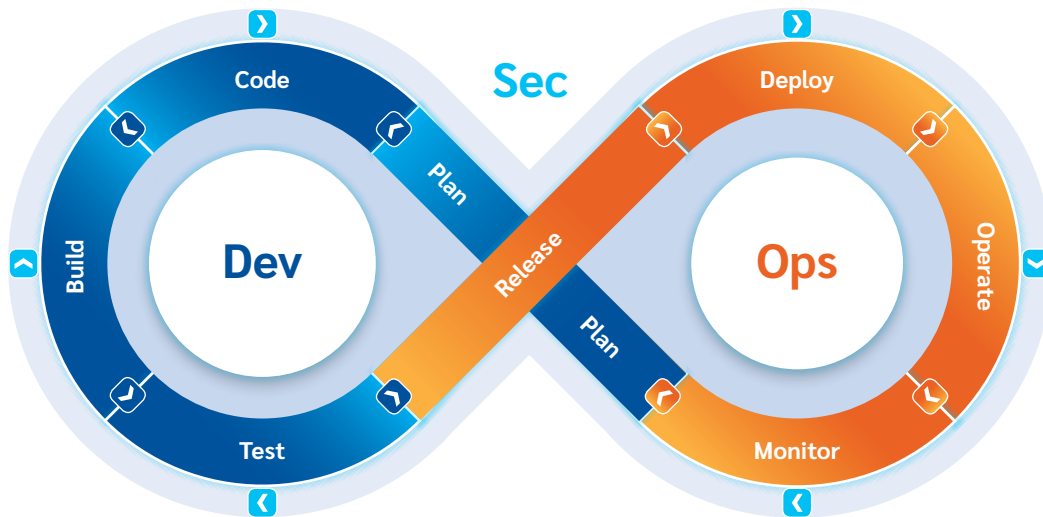 Sec
Code
Deploy
Plan
Build
Dev
Release
Ops
Operate
Plan
Test
Monitor